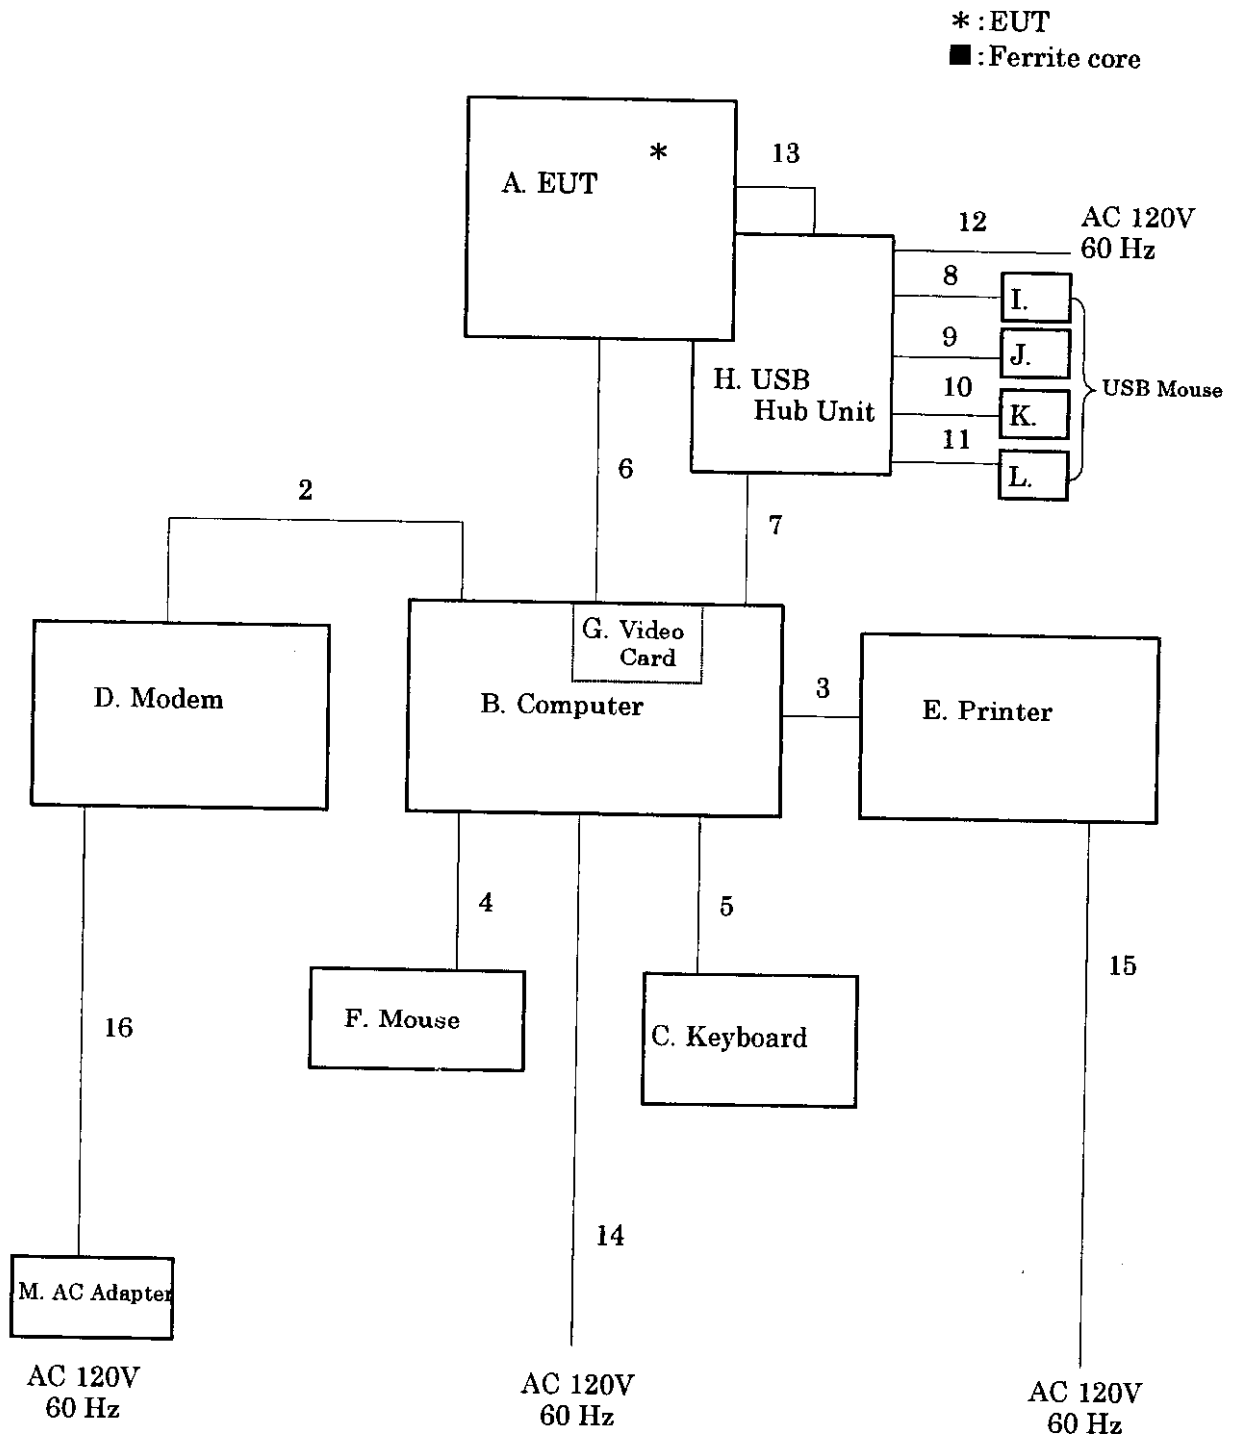 * : EUT
■ : Ferrite core
*
13
A. EUT
12
AC 120V
60 Hz
8
I.
9
J.
H. USB
Hub Unit
10
USB Mouse
K.
11
L.
6
2
7
G. Video
Card
D. Modem
B. Computer
3
E. Printer
4
5
15
F. Mouse
16
C. Keyboard
14
M. AC Adapter
AC 120V
60 Hz
AC 120V
60 Hz
AC 120V
60 Hz